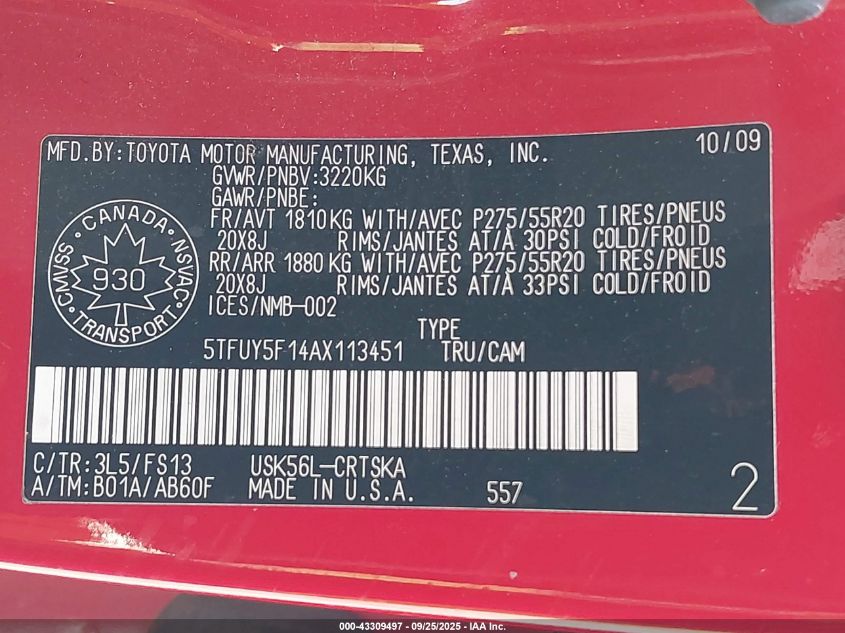 MFD.BY:TOYOTA MOTOR MANUFACTURING, TEXAS, INC. 10/09
GVWR/PNBV:3220KG
GAWR/PNBE:
FR/AVT 1810KG WITH/AVEC P275/55R20 TIRES/PNEUS
20X8J RIMS/JANTES AT/À 30PSI COLD/FROID
RR/ARR 1880KG WITH/AVEC P275/55R20 TIRES/PNEUS
20X8J RIMS/JANTES AT/À 33PSI COLD/FROID
ICES/NMB-002
CANADA
CMVSS NSVAC
930
TRANSPORT
TYPE
5TFUY5F14AX113451 TRU/CAM
C/TR:3L5/FS13 USK56L-CRTSKA
A/TM:B01A/AB60F MADE IN U.S.A. 557 2
000-43309497 - 09/25/2025 - IAA Inc.